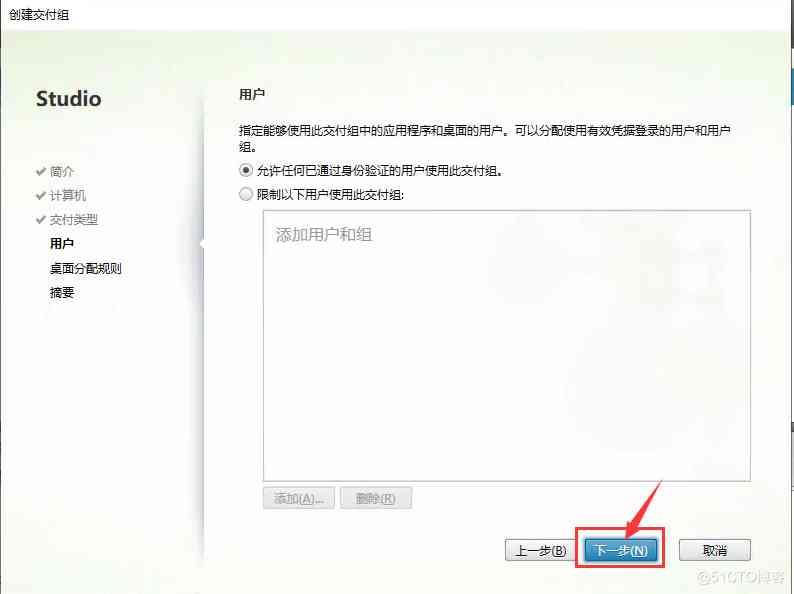 创建交付组
Studio
简介
计算机
交付类型
用户
桌面分配规则
摘要
用户
指定能够使用此交付组中的应用程序和桌面的用户。可以分配使用有效凭据登录的用户和用户
组。
允许任何已通过身份验证的用户使用此交付组。
限制以下用户使用此交付组:
添加用户和组
添加(A)...
删除(R)
上一步(B)
下一步(N)
取消
@51CTO博客